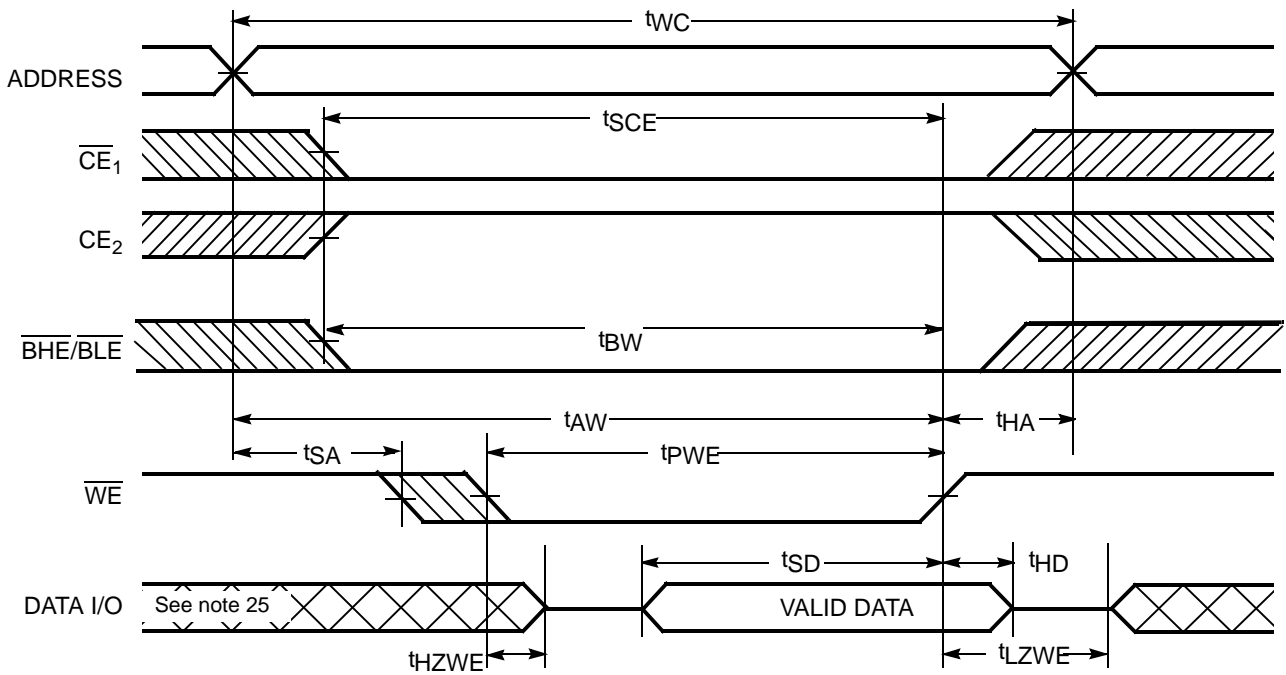 tWC
ADDRESS
tSCE
CE1
CE2
tBW
BHE/BLE
tAW
tHA
tSA
tPWE
WE
tSD
tHD
DATA I/O
See note 25
VALID DATA
tHZWE
tLZWE